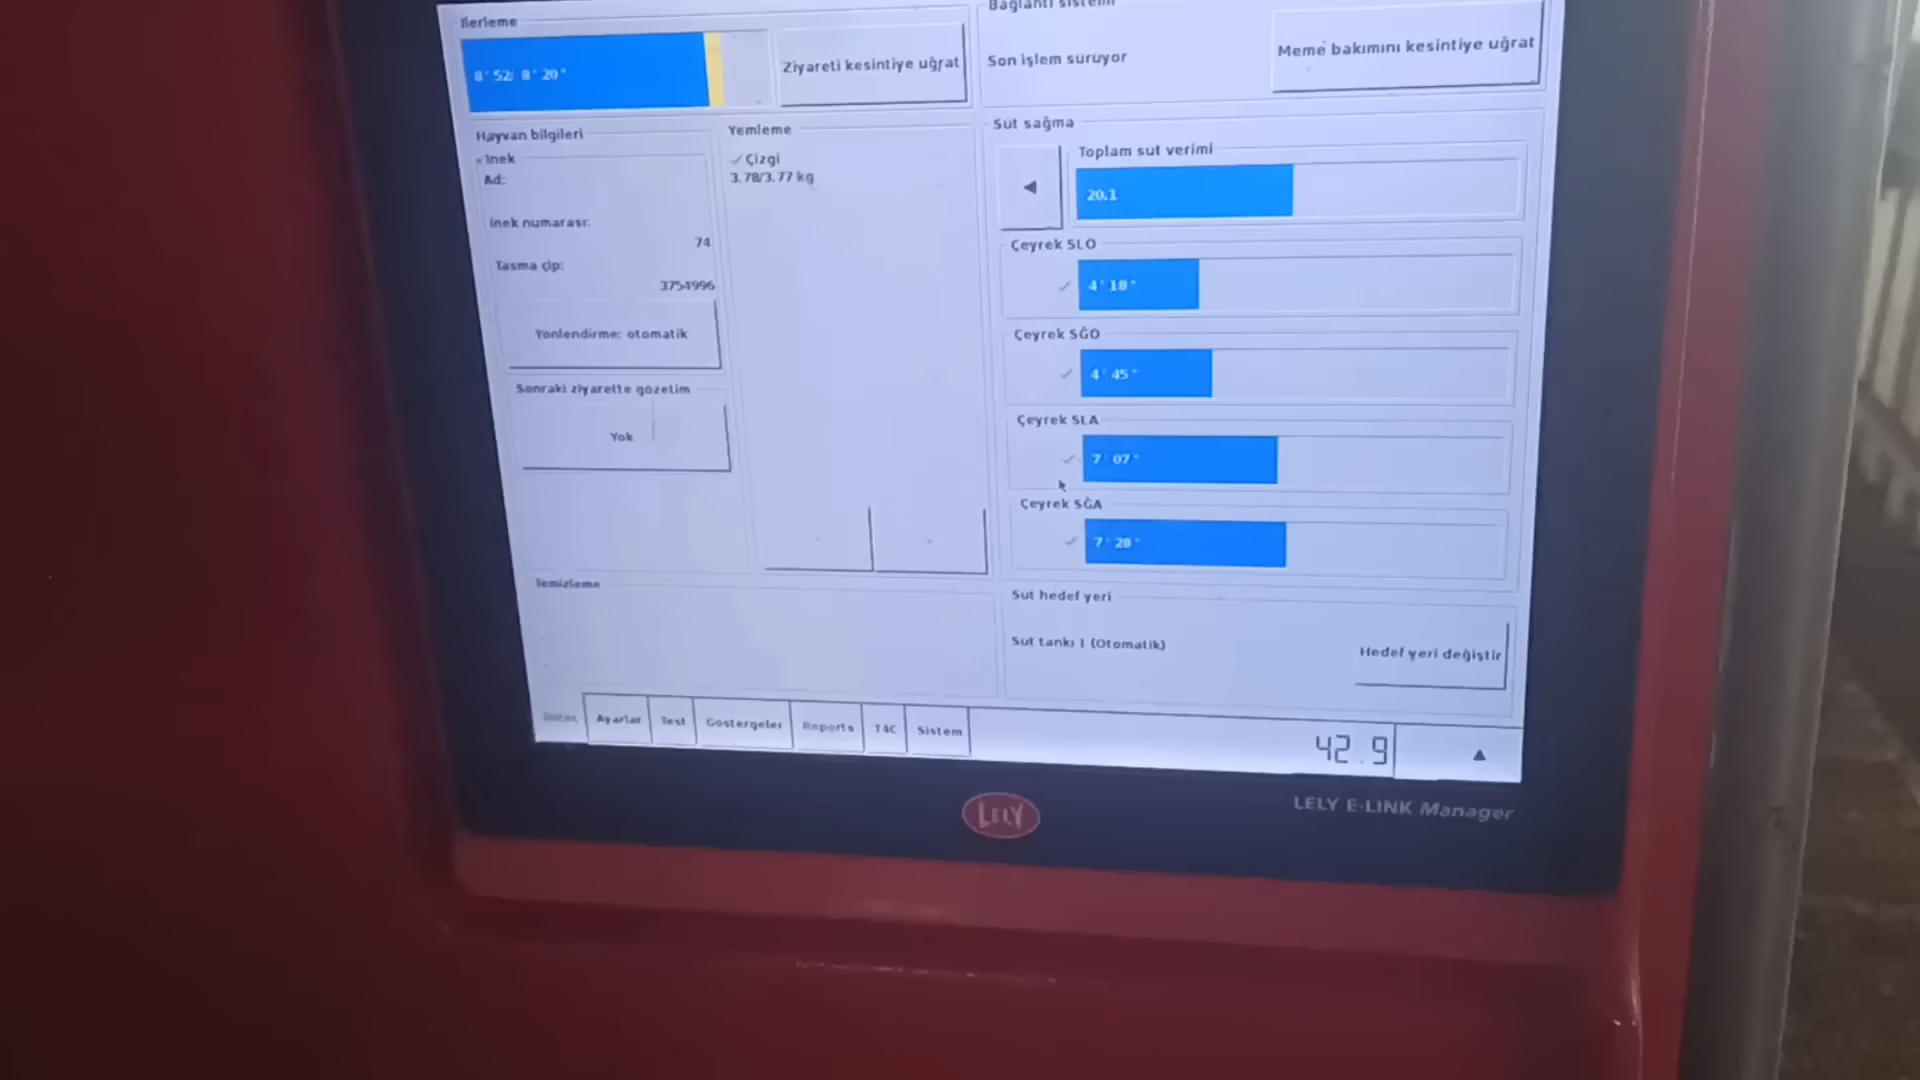 İlerleme
8' 52/ 8' 20"
Ziyareti kesintiye uğrat
Bağlantı sistemi
Son işlem sürüyor
Meme bakımını kesintiye uğrat
Hayvan bilgileri
İnek
Ad:
İnek numarası:
74
Tasma çip:
3754996
Yönlendirme: otomatik
Sonraki ziyarette gözetim
Yok
Yemleme
Çizgi
3.78/3.77 kg
Süt sağma
Toplam süt verimi
20.1
Çeyrek SLÖ
4' 18"
Çeyrek SĞÖ
4' 45"
Çeyrek SLA
7' 07"
Çeyrek SĞA
7' 28"
Temizleme
Süt hedef yeri
Süt tankı 1 (Otomatik)
Hedef yeri değiştir
Ayarlar
Test
Göstergeler
Reports
T4C
Sistem
42.9
LELY
LELY E-LINK Manager